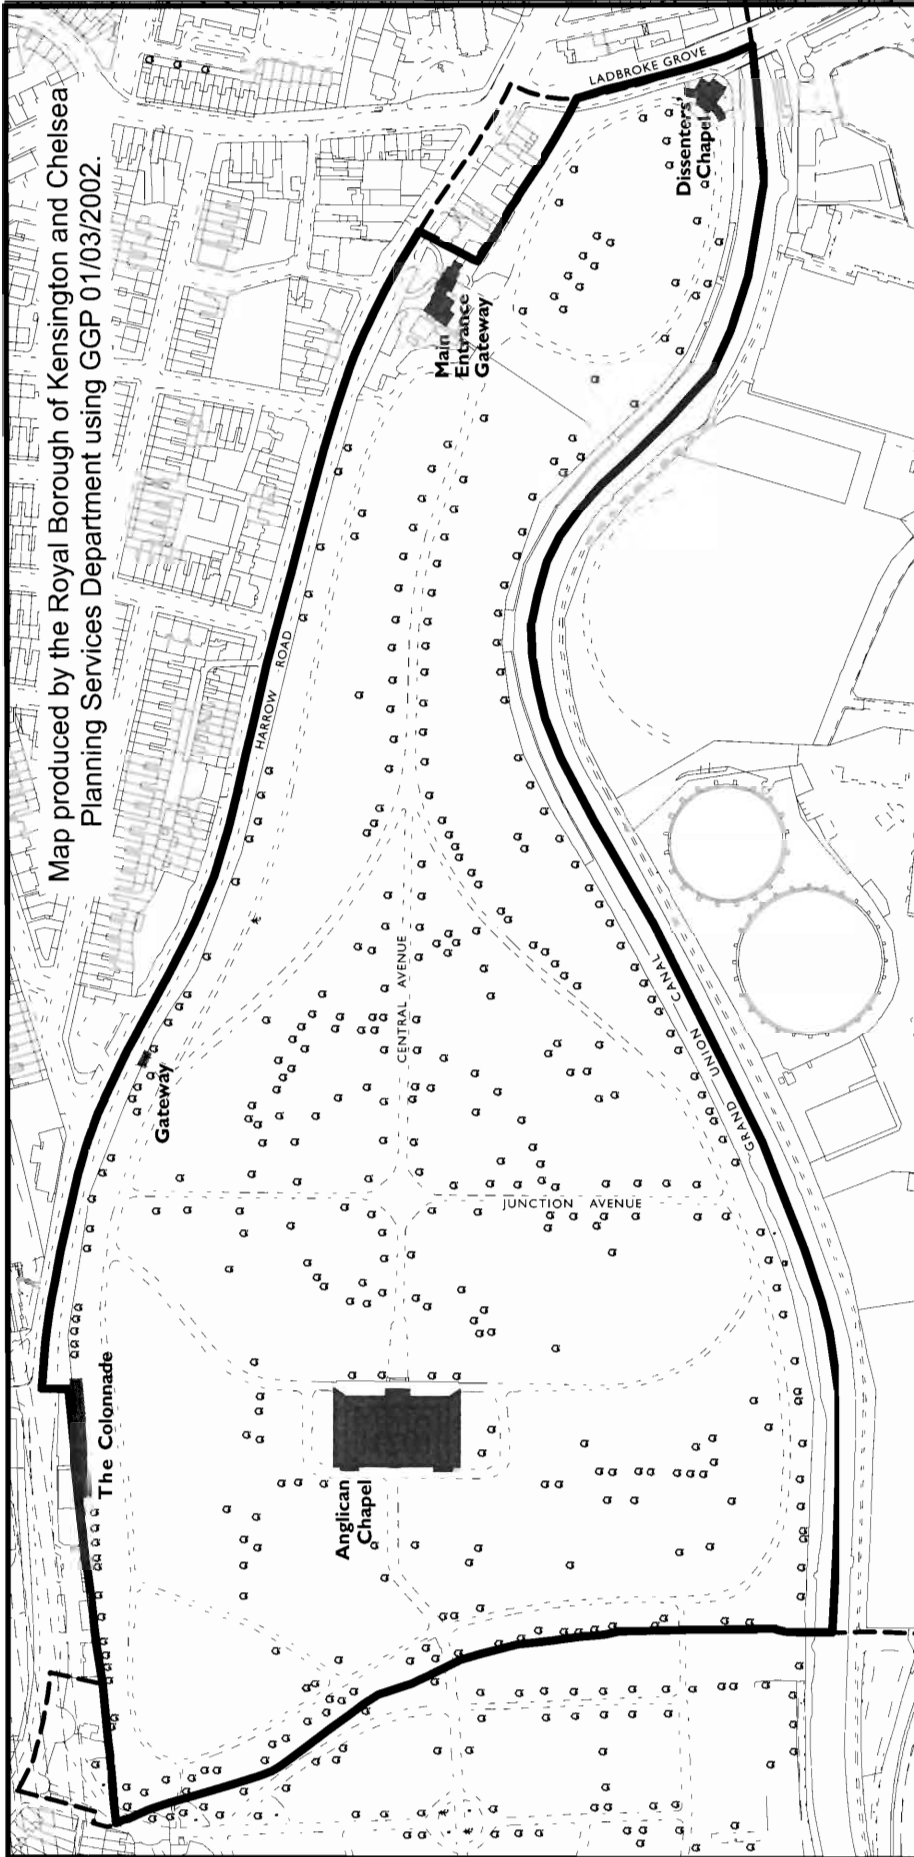 Map produced by the Royal Borough of Kensington and Chelsea.
Planning Services Department using GGP 01/03/2002.
LADBROKE GROVE
Dissenters'
Chapel
Main
Entrance
Gateway
HARROW ROAD
CENTRAL AVENUE
Gateway
GRAND UNION CANAL
JUNCTION AVENUE
The Colonnade
Anglican
Chapel